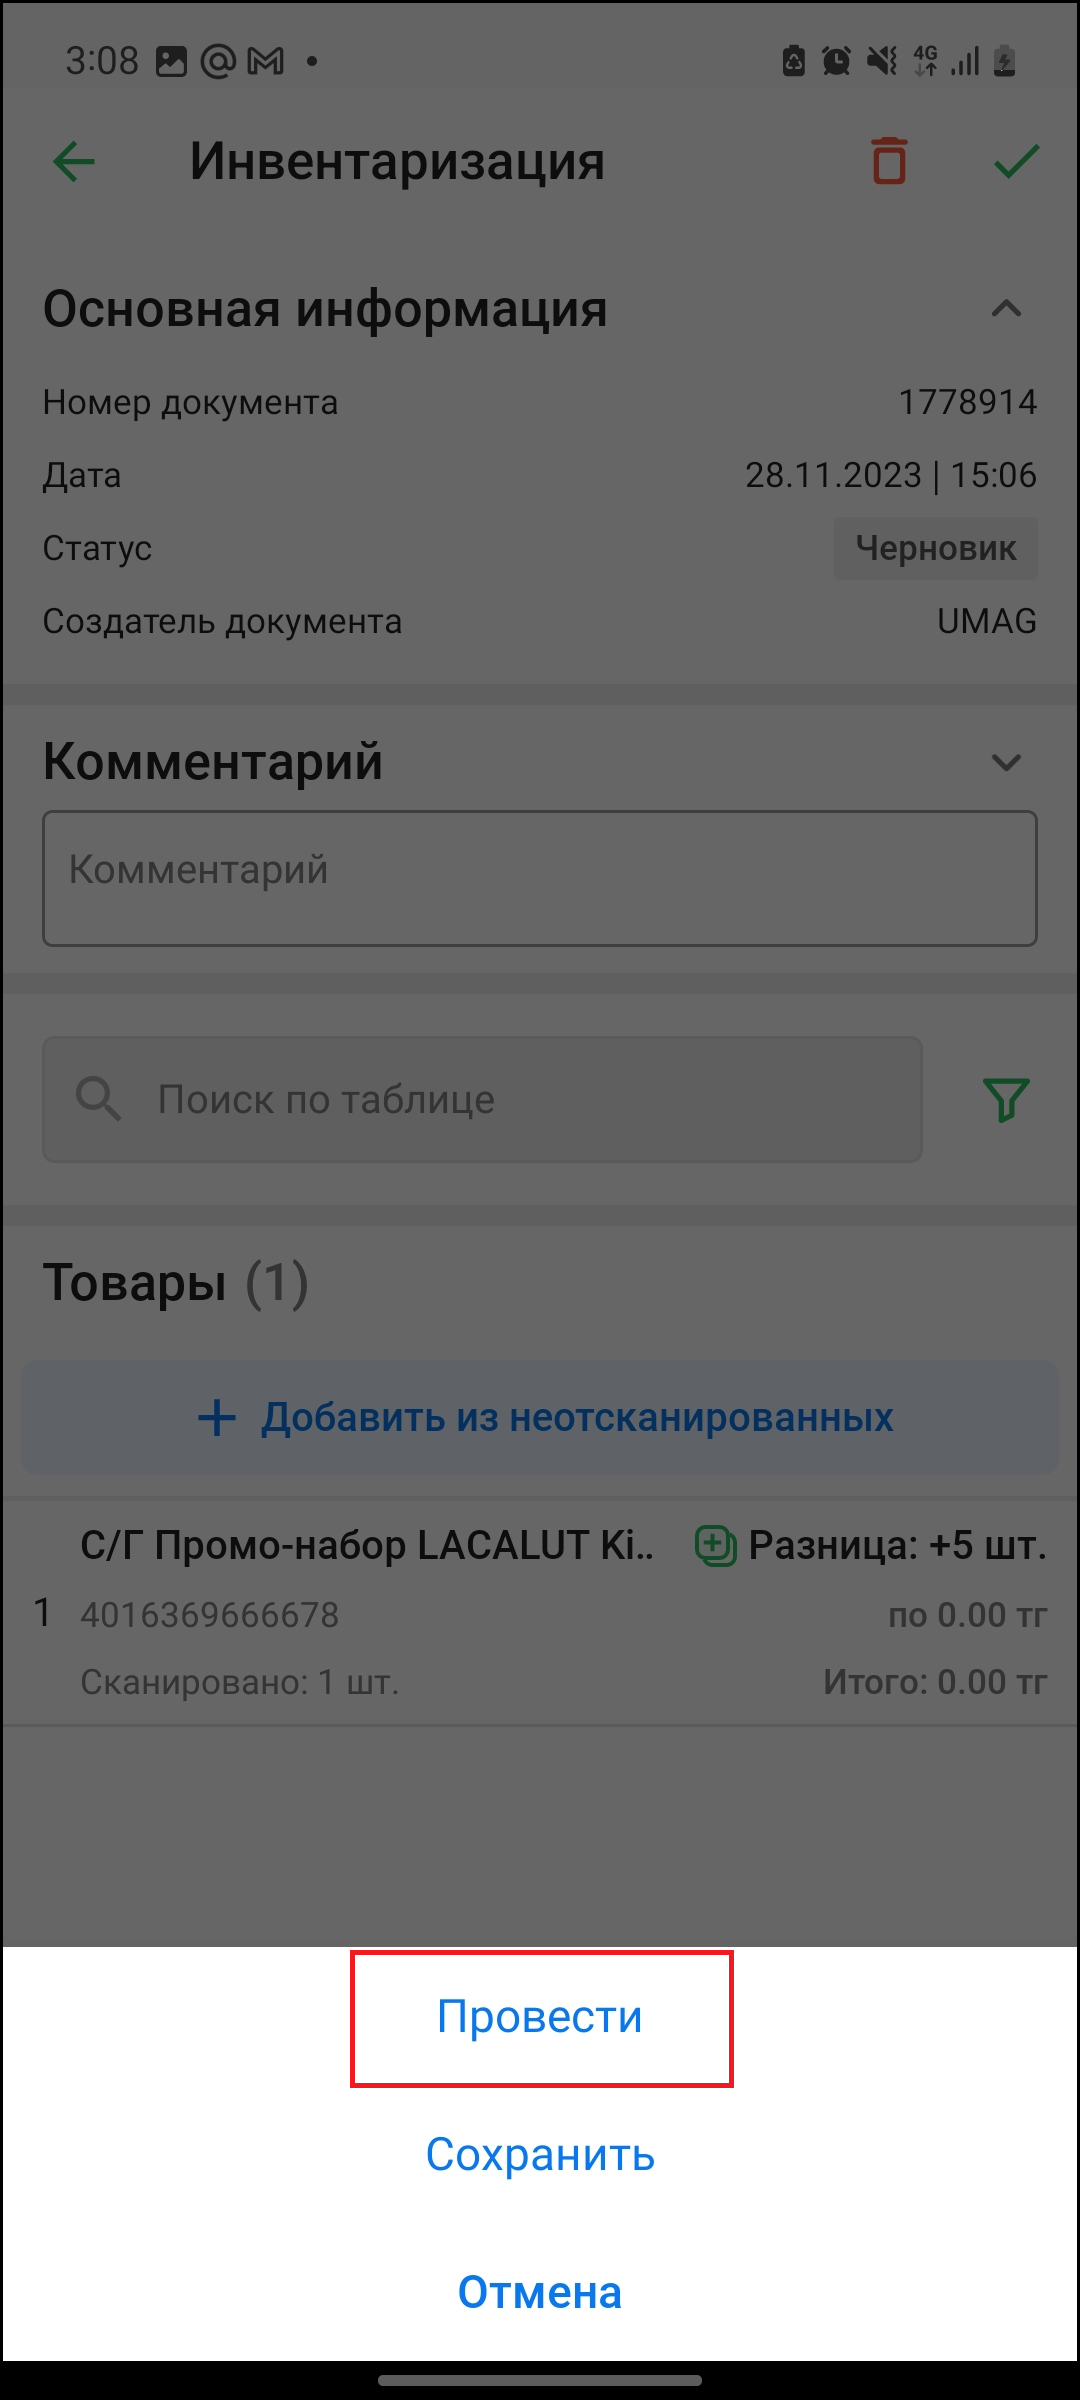 3:08
4G
Инвентаризация
Основная информация
Номер документа 1778914
Дата 28.11.2023 | 15:06
Статус Черновик
Создатель документа UMAG
Комментарий
Комментарий
Поиск по таблице
Товары (1)
Добавить из неотсканированных
С/Г Промо-набор LACALUT Ki.. Разница: +5 шт.
1 4016369666678 по 0.00 тг
Сканировано: 1 шт. Итого: 0.00 тг
Провести
Сохранить
Отмена